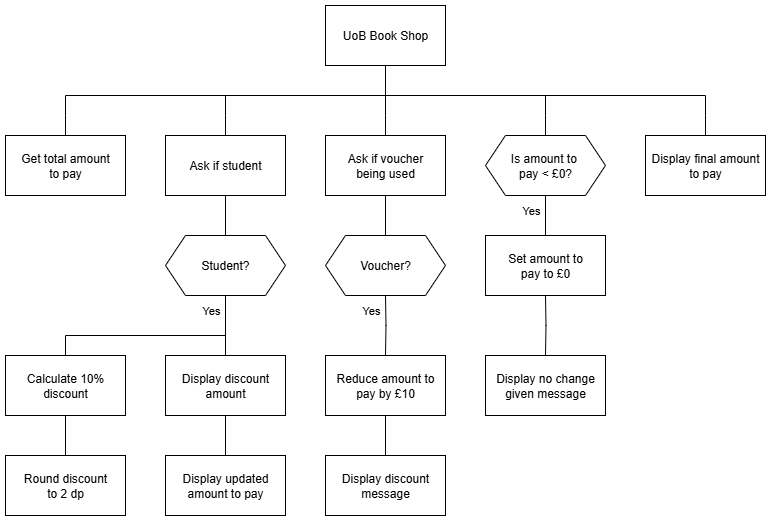 UoB Book Shop
Get total amount
to pay
Ask if student
Ask if voucher
being used
Is amount to
pay < £0?
Display final amount
to pay
Yes
Student?
Voucher?
Set amount to
pay to £0
Yes
Yes
Calculate 10%
discount
Display discount
amount
Reduce amount to
pay by £10
Display no change
given message
Round discount
to 2 dp
Display updated
amount to pay
Display discount
message